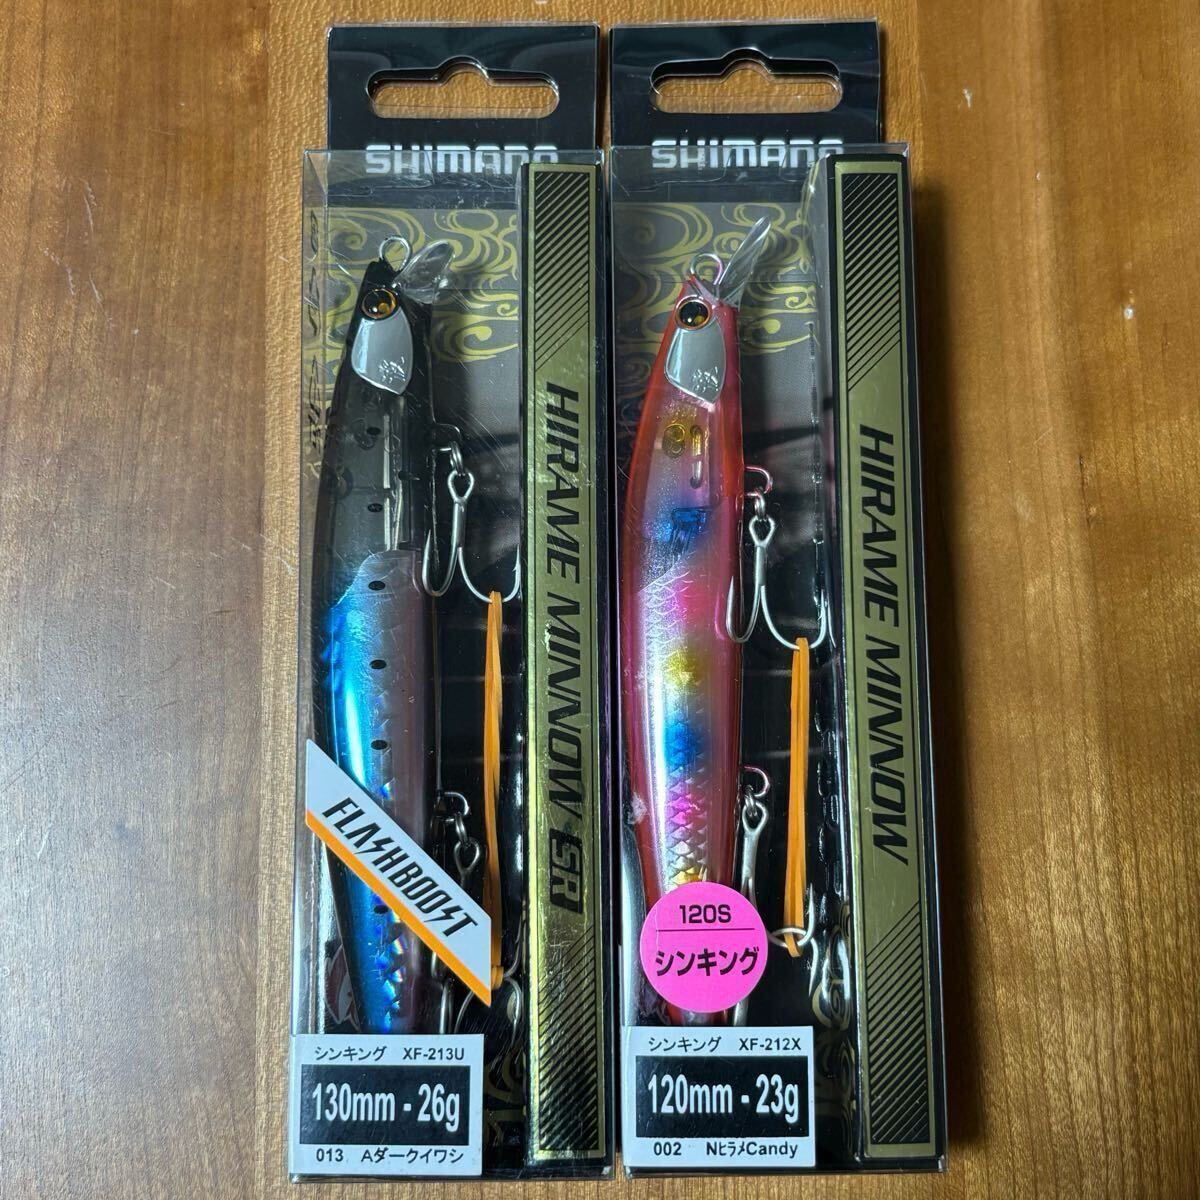 SHIMANO
HIRAME MINNOW SR
FLASHBOOST
シンキング XF-213U
130mm - 26g
013 Aダークイワシ
SHIMANO
HIRAME MINNOW
120S
シンキング
シンキング XF-212X
120mm - 23g
002 NヒラメCandy